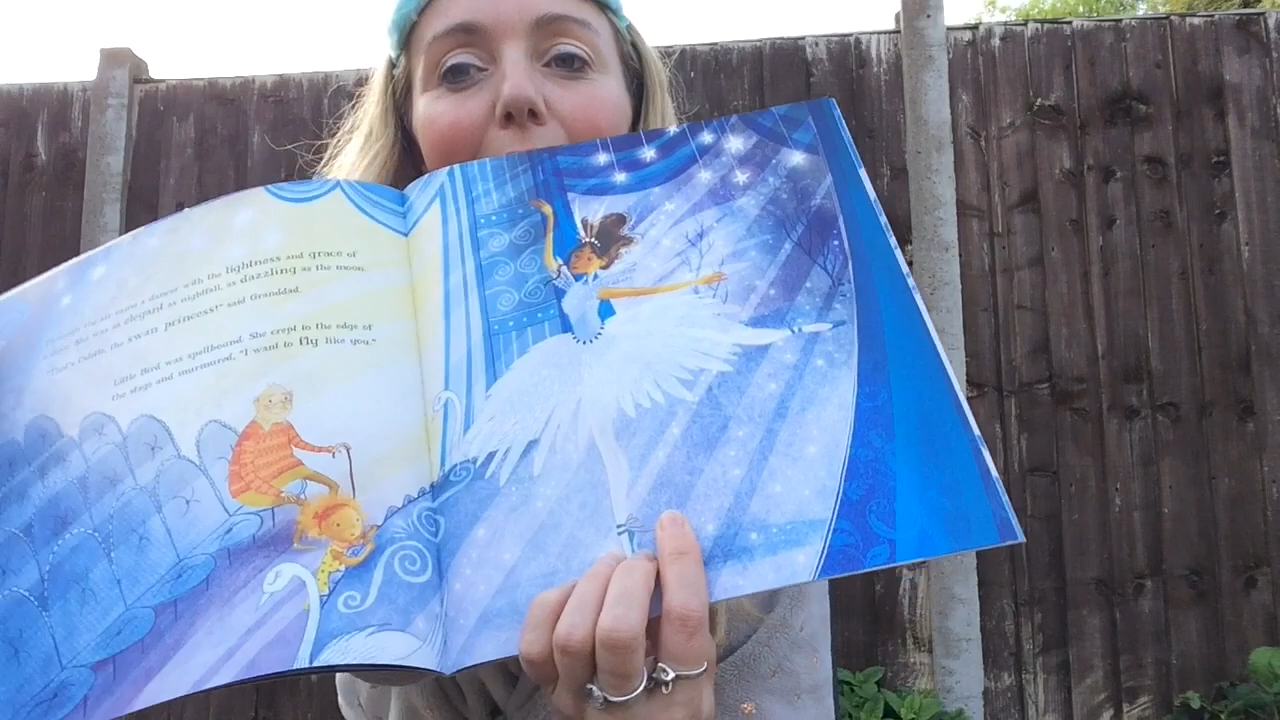 Through the air came a dancer with the lightness and grace of
a swan. She was as elegant as nightfall, as dazzling as the moon.
"That's Odette, the swan princess!" said Granddad.
Little Bird was spellbound. She crept to the edge of
the stage and murmured, "I want to fly like you."